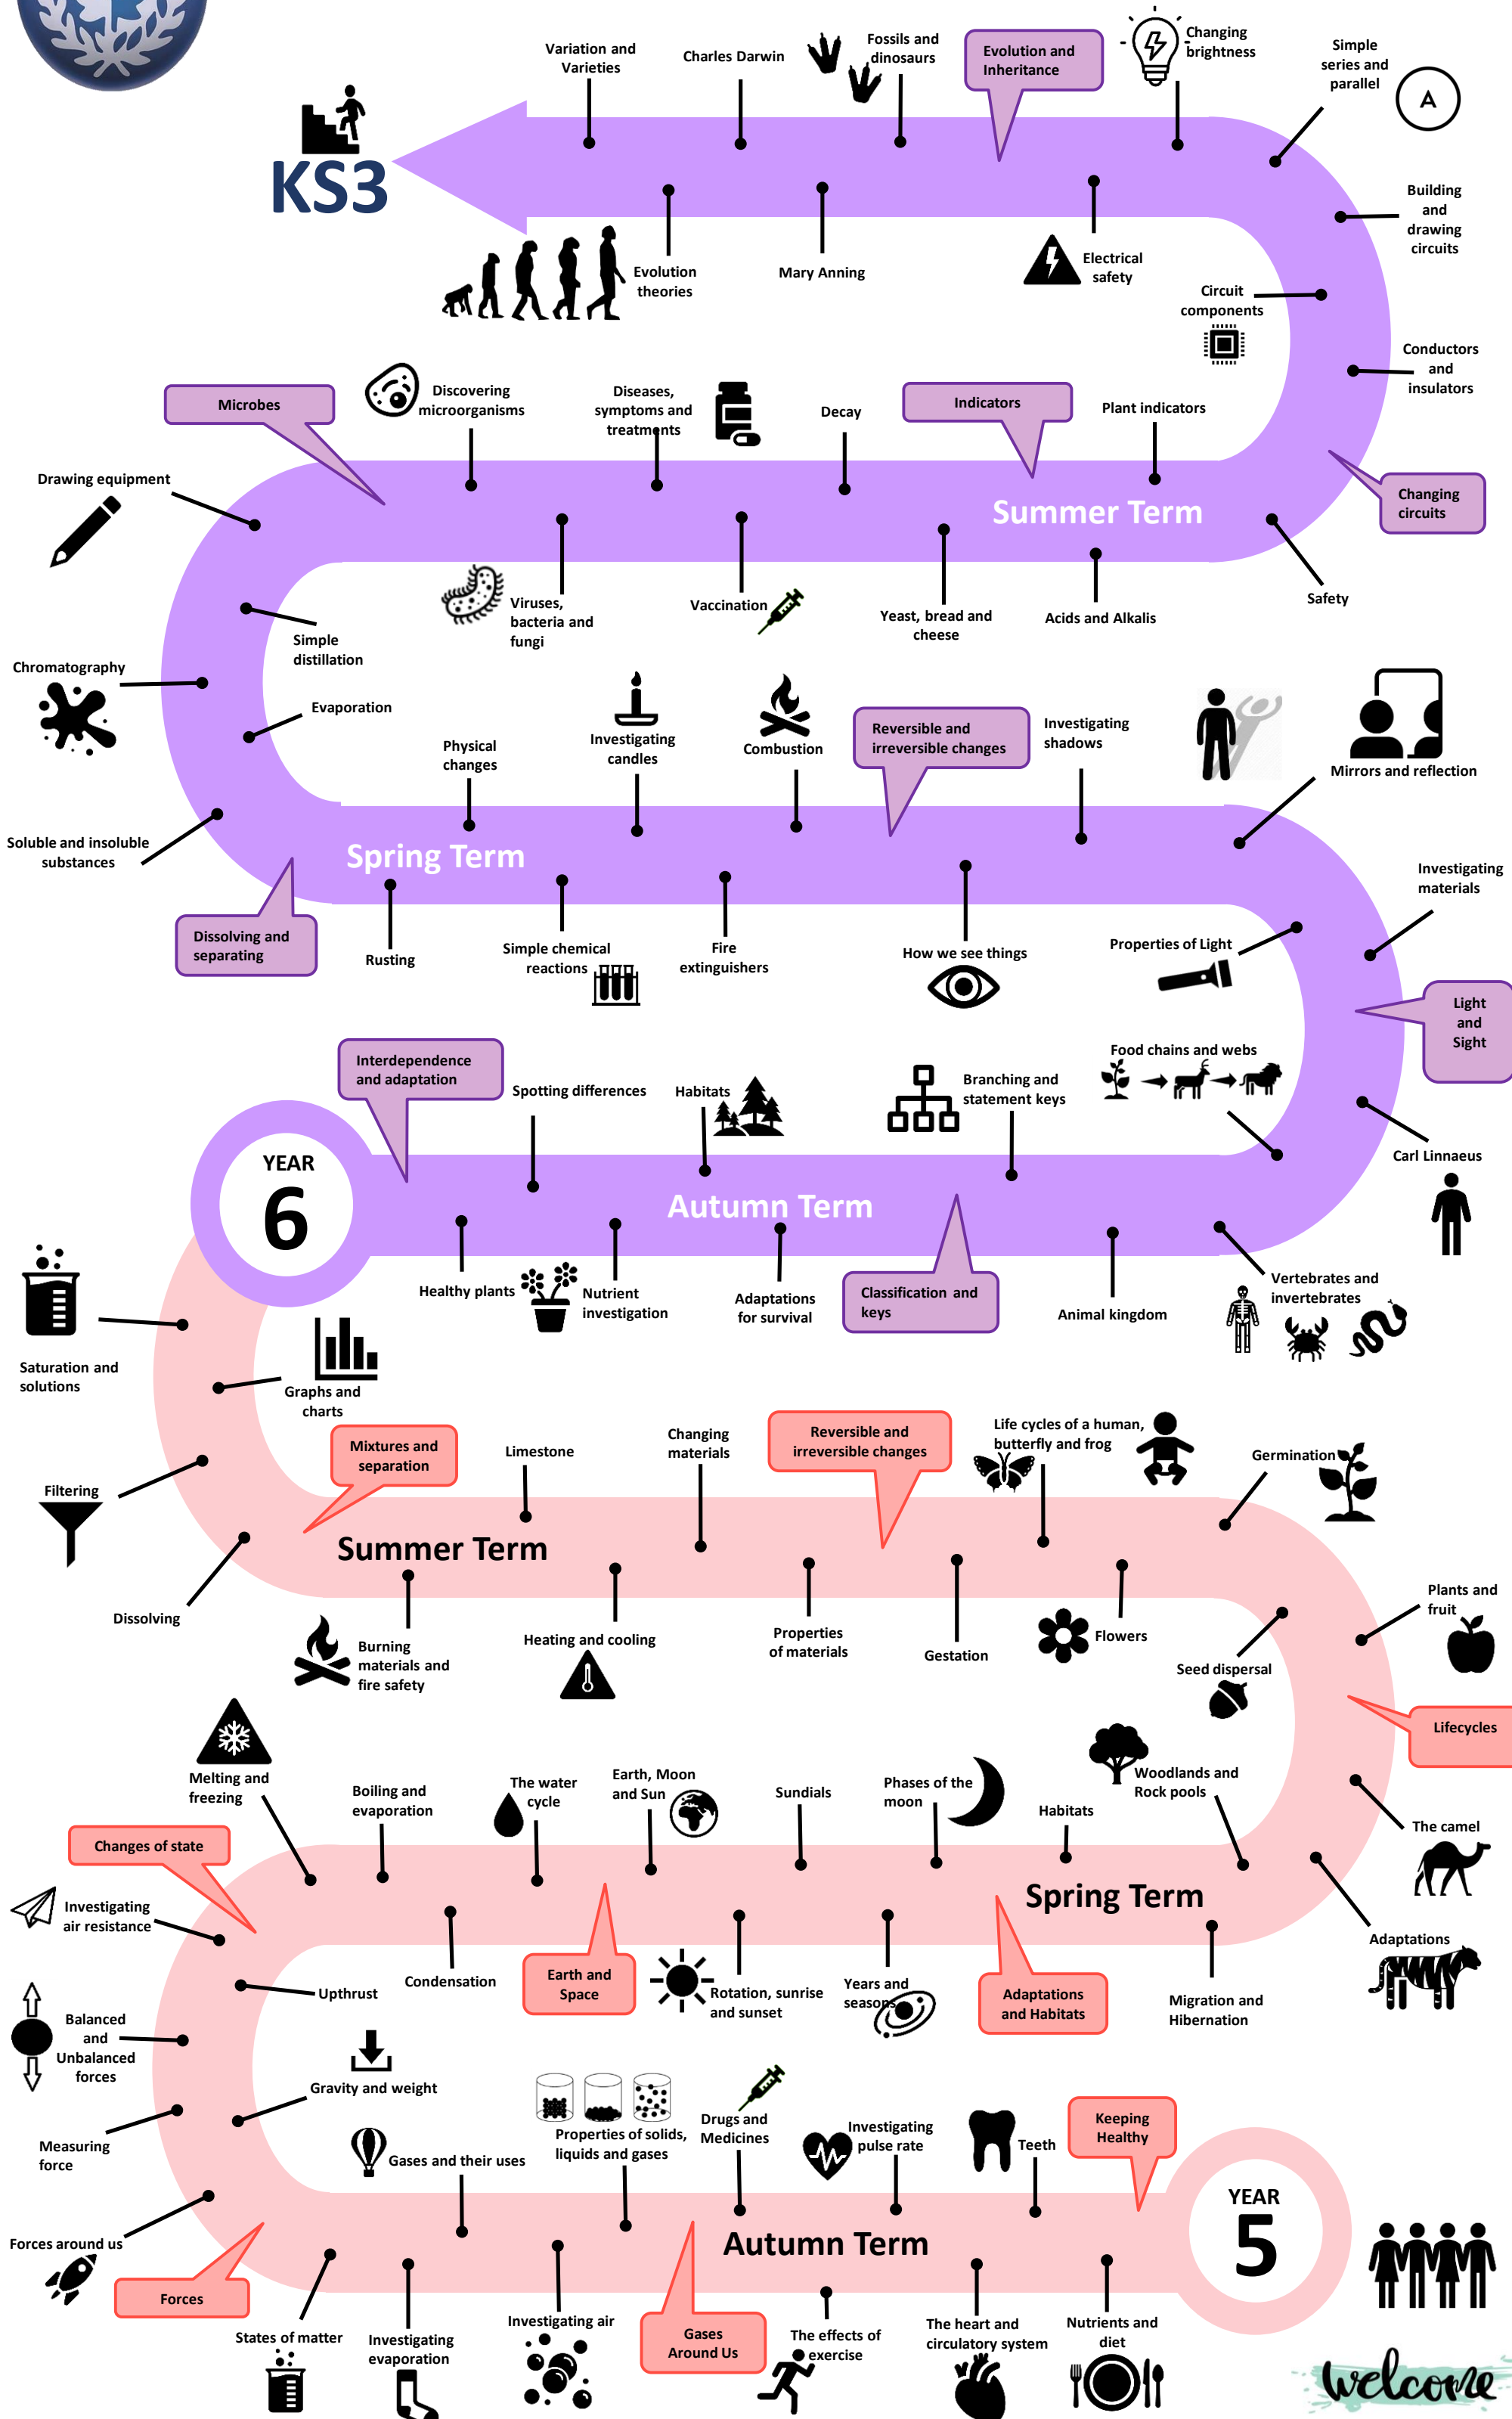 Variation and
Varieties
Charles Darwin
Fossils and
dinosaurs
Evolution and
Inheritance
Changing
brightness
Simple
series and
parallel
A
KS3
Building
and
drawing
circuits
Evolution
theories
Mary Anning
Electrical
safety
Circuit
components
Conductors
and
insulators
Microbes
Discovering
microorganisms
Diseases,
symptoms and
treatments
Decay
Indicators
Plant indicators
Drawing equipment
Summer Term
Changing
circuits
Simple
distillation
Viruses,
bacteria and
fungi
Vaccination
Yeast, bread and
cheese
Acids and Alkalis
Safety
Chromatography
Evaporation
Physical
changes
Investigating
candles
Combustion
Reversible and
irreversible changes
Investigating
shadows
Mirrors and reflection
Soluble and insoluble
substances
Spring Term
Investigating
materials
Dissolving and
separating
Rusting
Simple chemical
reactions
Fire
extinguishers
How we see things
Properties of Light
Light
and
Sight
Interdependence
and adaptation
Spotting differences
Habitats
Branching and
statement keys
Food chains and webs
Carl Linnaeus
YEAR
6
Autumn Term
Healthy plants
Nutrient
investigation
Adaptations
for survival
Classification and
keys
Animal kingdom
Vertebrates and
invertebrates
Saturation and
solutions
Graphs and
charts
Mixtures and
separation
Limestone
Changing
materials
Reversible and
irreversible changes
Life cycles of a human,
butterfly and frog
Germination
Filtering
Summer Term
Dissolving
Burning
materials and
fire safety
Heating and cooling
Properties
of materials
Gestation
Flowers
Seed dispersal
Plants and
fruit
Lifecycles
Melting and
freezing
Boiling and
evaporation
The water
cycle
Earth, Moon
and Sun
Sundials
Phases of the
moon
Habitats
Woodlands and
Rock pools
The camel
Changes of state
Spring Term
Investigating
air resistance
Adaptations
Upthrust
Condensation
Earth and
Space
Rotation, sunrise
and sunset
Years and
seasons
Adaptations
and Habitats
Migration and
Hibernation
Balanced
and
Unbalanced
forces
Gravity and weight
Measuring
force
Gases and their uses
Properties of solids,
liquids and gases
Drugs and
Medicines
Investigating
pulse rate
Teeth
Keeping
Healthy
YEAR
5
Forces around us
Autumn Term
Forces
States of matter
Investigating
evaporation
Investigating air
Gases
Around Us
The effects of
exercise
The heart and
circulatory system
Nutrients and
diet
welcome